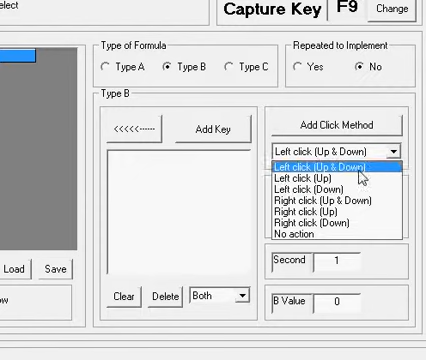 elect
Capture Key
F9
Change
Type of Formula
Type A
Type B
Type C
Repeated to Implement
Yes
No
Type B
<<<<<------
Add Key
Add Click Method
Left click (Up & Down)
Left click (Up & Down)
Left click (Up)
Left click (Down)
Right click (Up & Down)
Right click (Up)
Right click (Down)
No action
Second
1
Load
Save
Clear
Delete
Both
B Value
0
ow